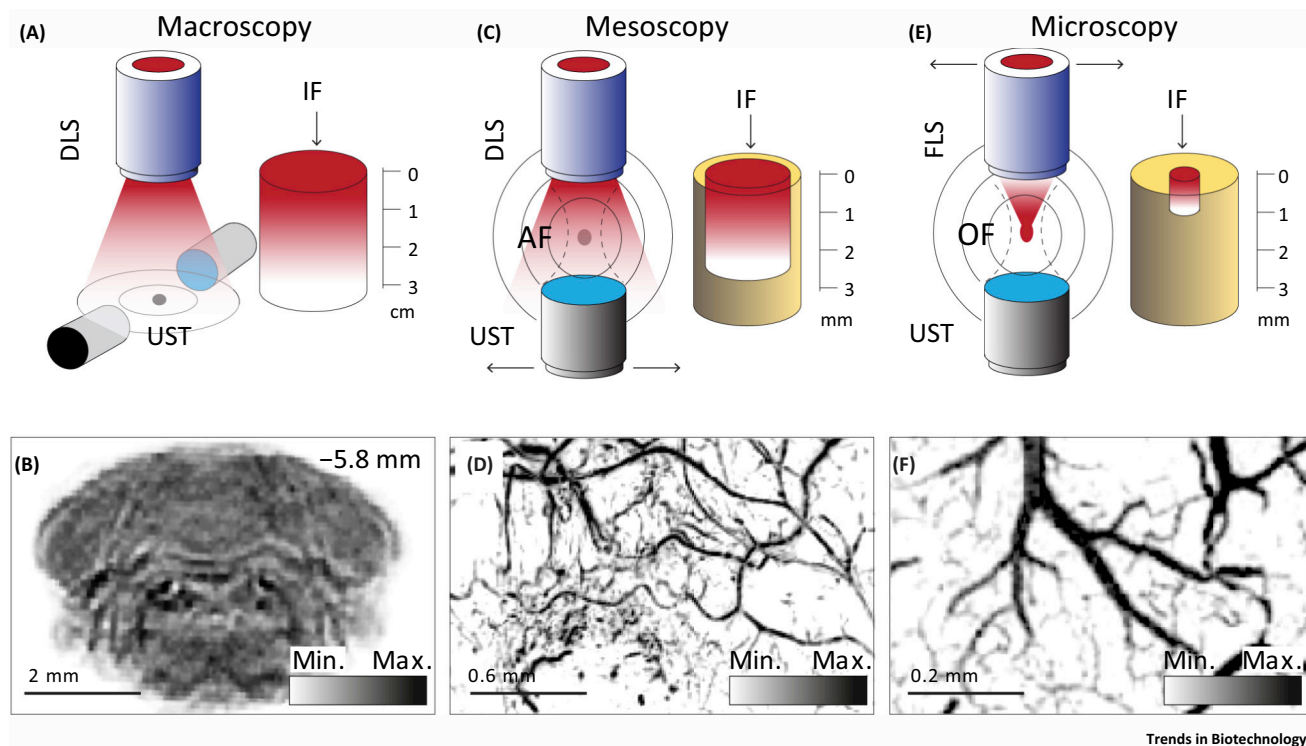 (A) Macroscopy
DLS
IF
0
1
2
3
cm
UST
(C) Mesoscopy
DLS
IF
AF
0
1
2
3
mm
UST
(E) Microscopy
FLS
IF
OF
0
1
2
3
mm
UST
(B)
−5.8 mm
Min. Max.
2 mm
(D)
Min. Max.
0.6 mm
(F)
Min. Max.
0.2 mm
Trends in Biotechnology